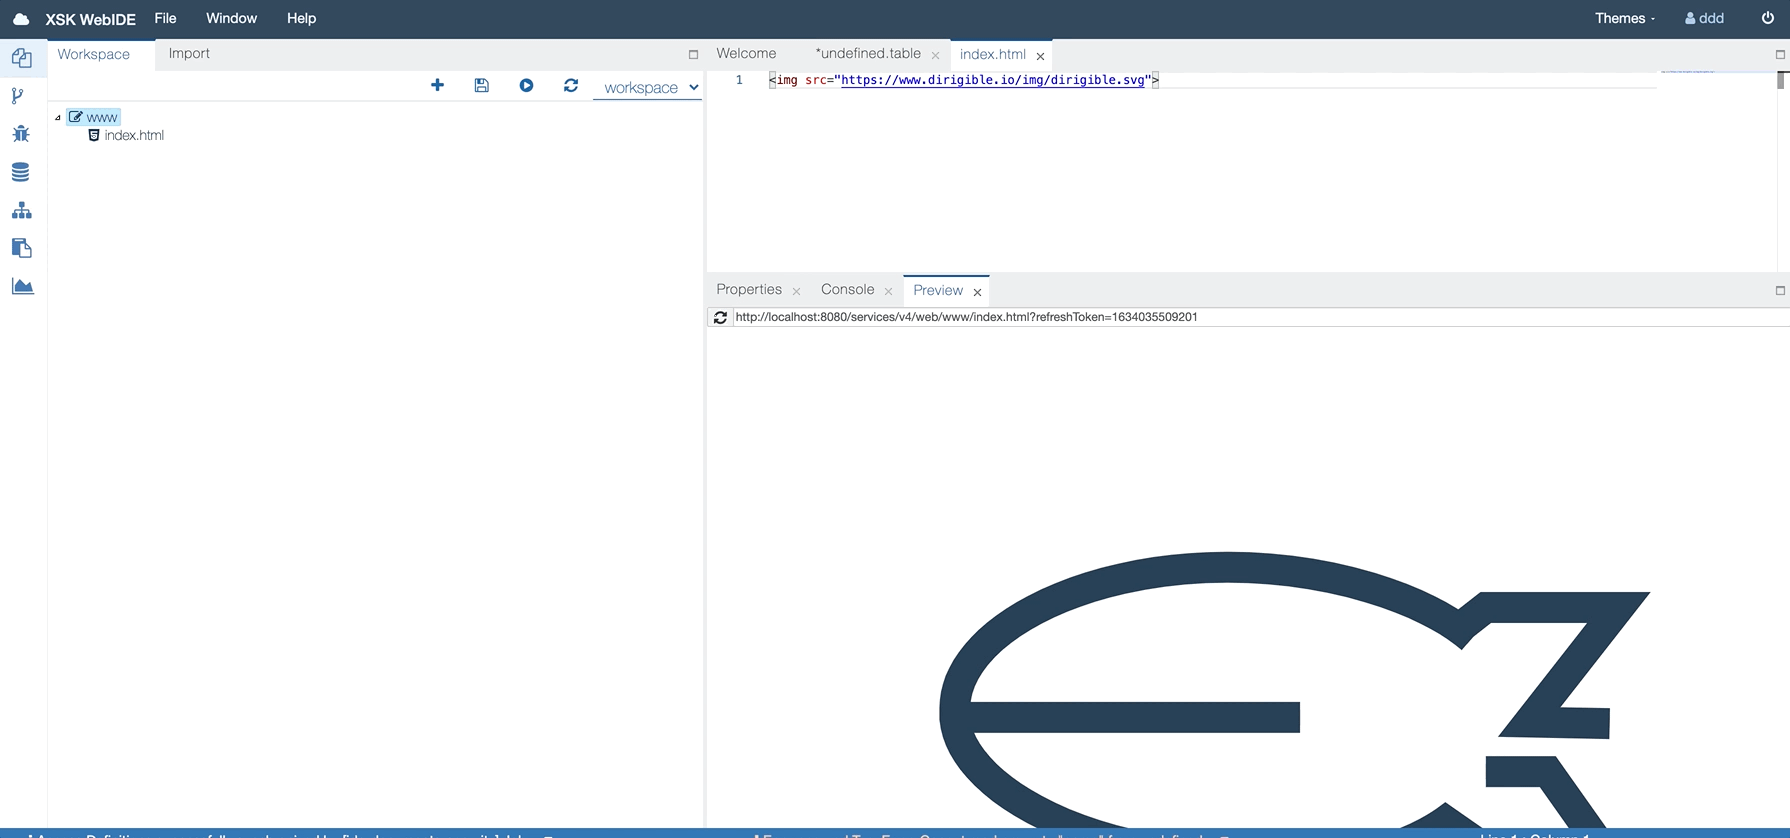 XSK WebIDE File Window Help Themes ddd
Workspace Import
Welcome *undefined.table × index.html ×
workspace
1 <img src="https://www.dirigible.io/img/dirigible.svg">
www
index.html
Properties × Console × Preview ×
http://localhost:8080/services/v4/web/www/index.html?refreshToken=1634035509201